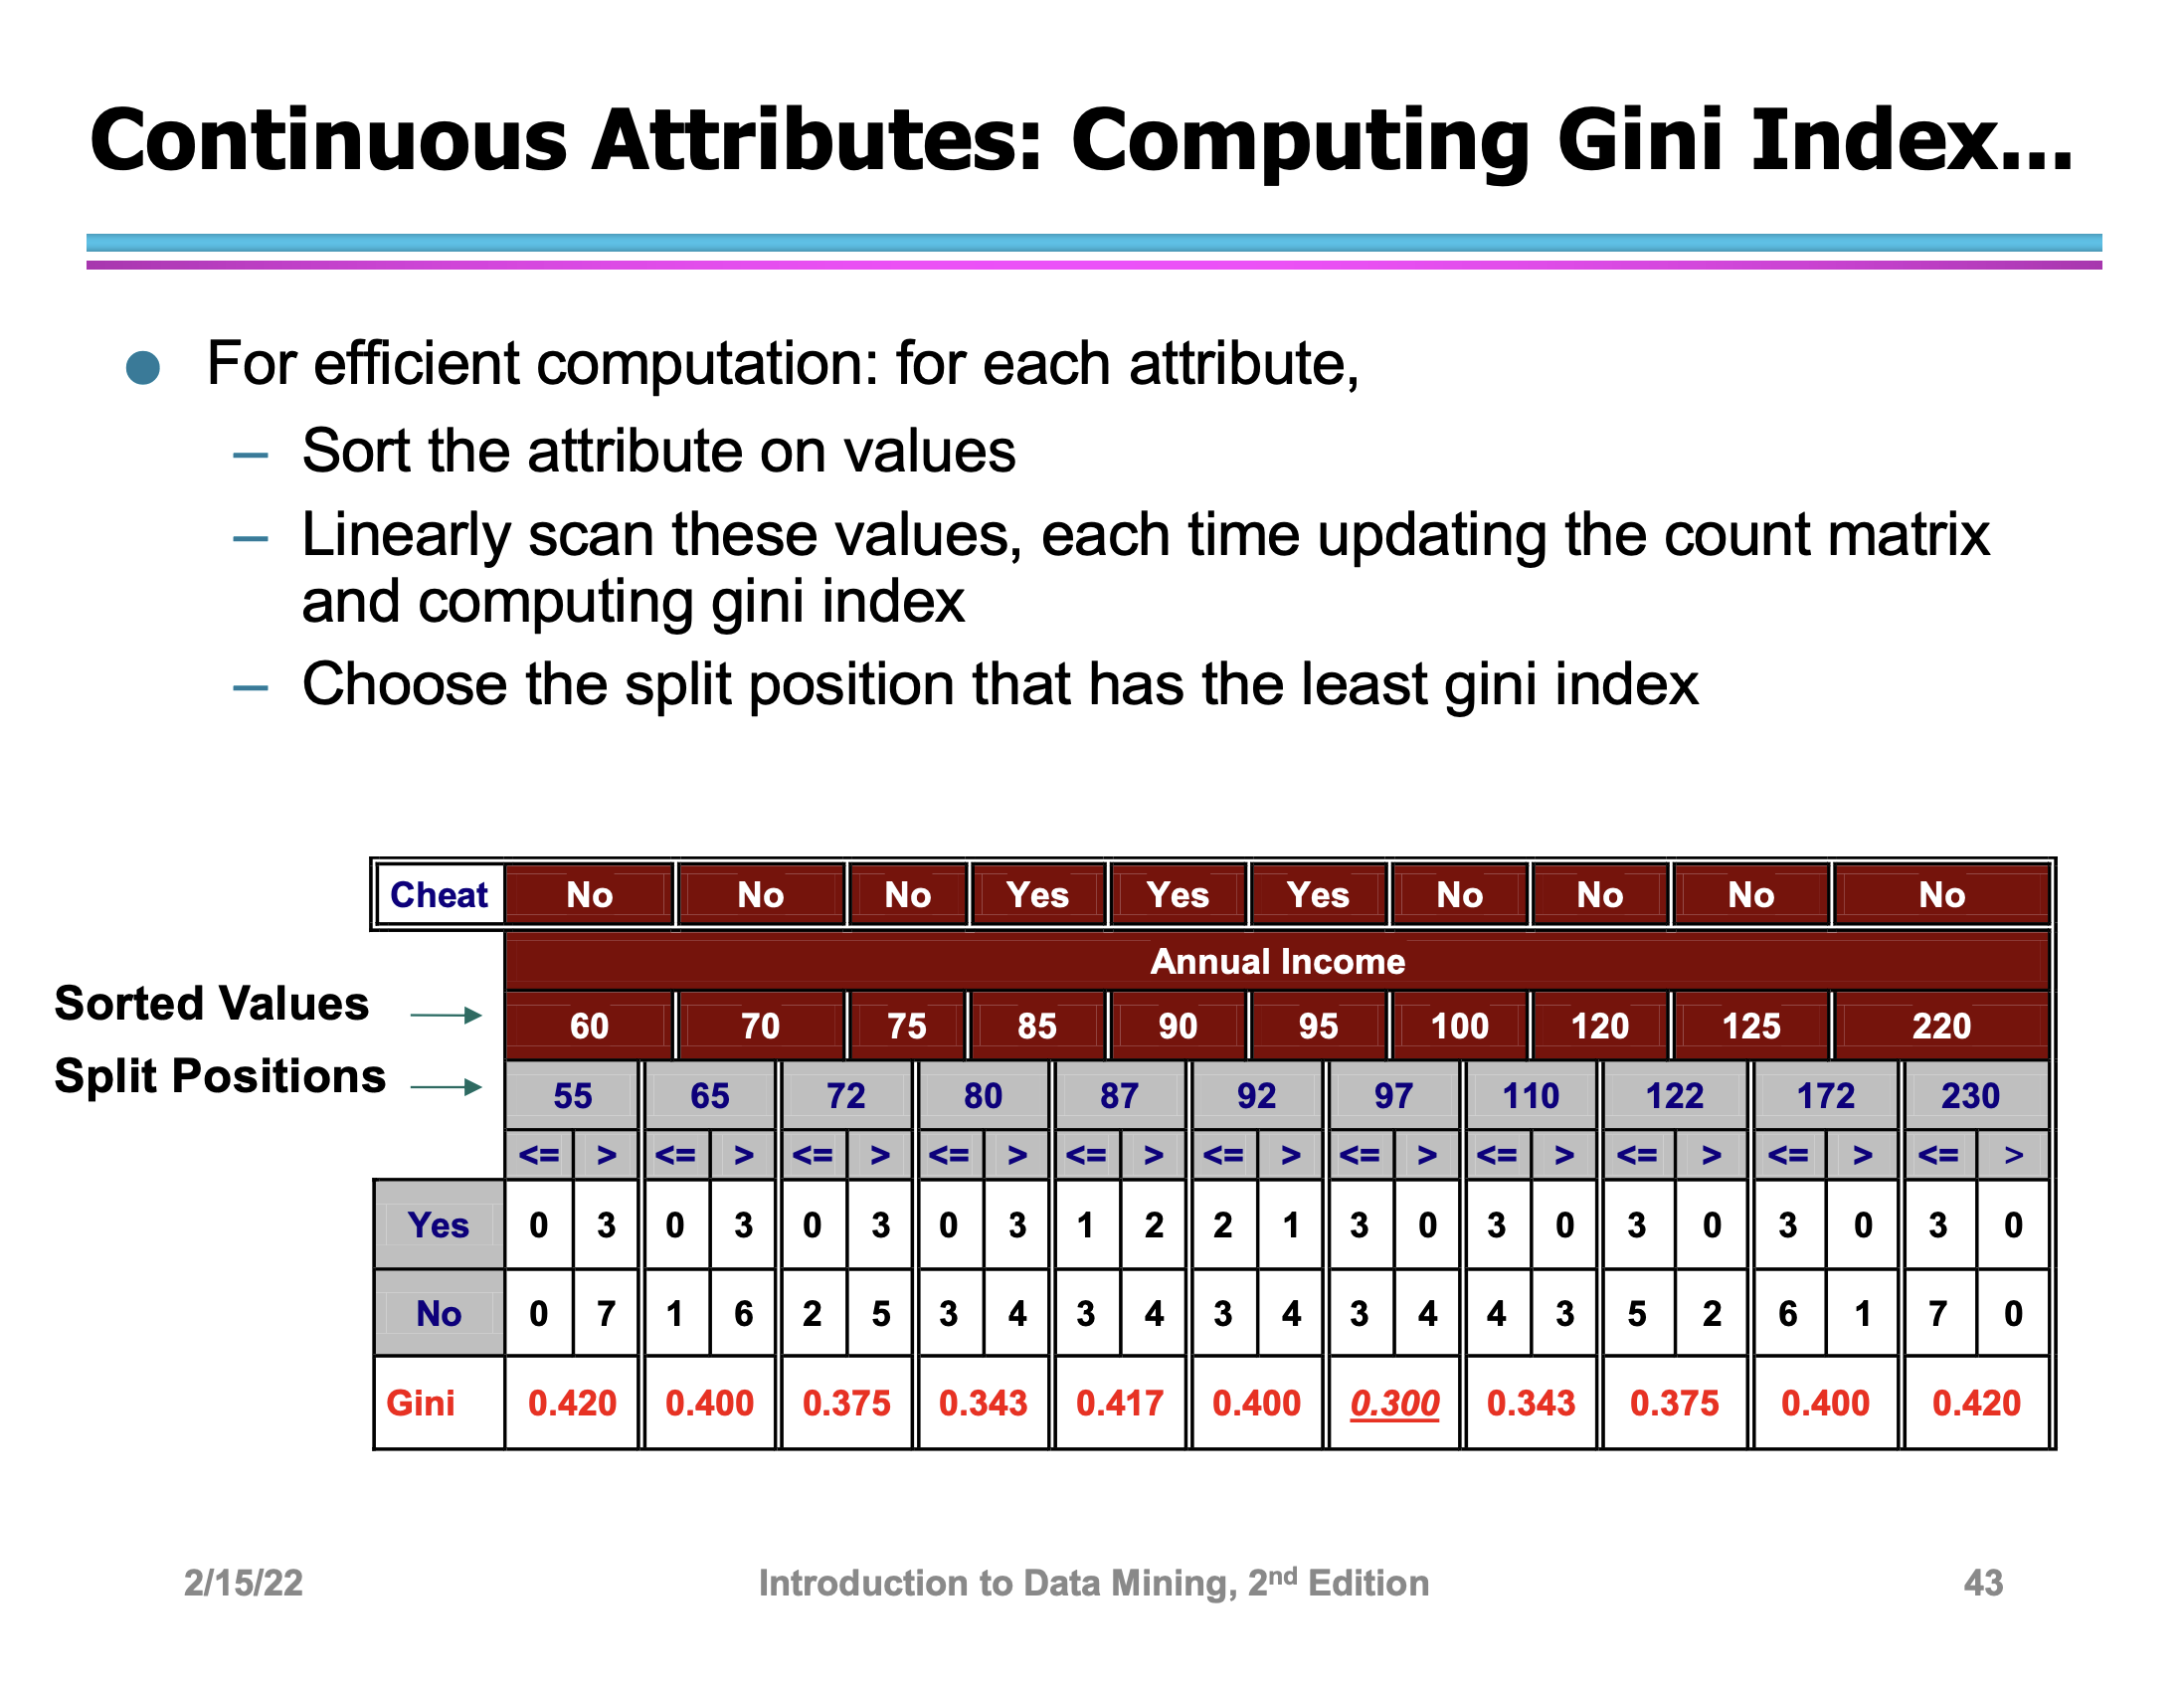 Continuous Attributes: Computing Gini Index...
For efficient computation: for each attribute,
– Sort the attribute on values
– Linearly scan these values, each time updating the count matrix
and computing gini index
– Choose the split position that has the least gini index
Cheat No No No Yes Yes Yes No No No No
Annual Income
Sorted Values 60 70 75 85 90 95 100 120 125 220
Split Positions 55 65 72 80 87 92 97 110 122 172 230
<= > <= > <= > <= > <= > <= > <= > <= > <= > <= > <= >
Yes 0 3 0 3 0 3 0 3 1 2 2 1 3 0 3 0 3 0 3 0 3 0
No 0 7 1 6 2 5 3 4 3 4 3 4 3 4 4 3 5 2 6 1 7 0
Gini 0.420 0.400 0.375 0.343 0.417 0.400 0.300 0.343 0.375 0.400 0.420
2/15/22 Introduction to Data Mining, 2nd Edition 43